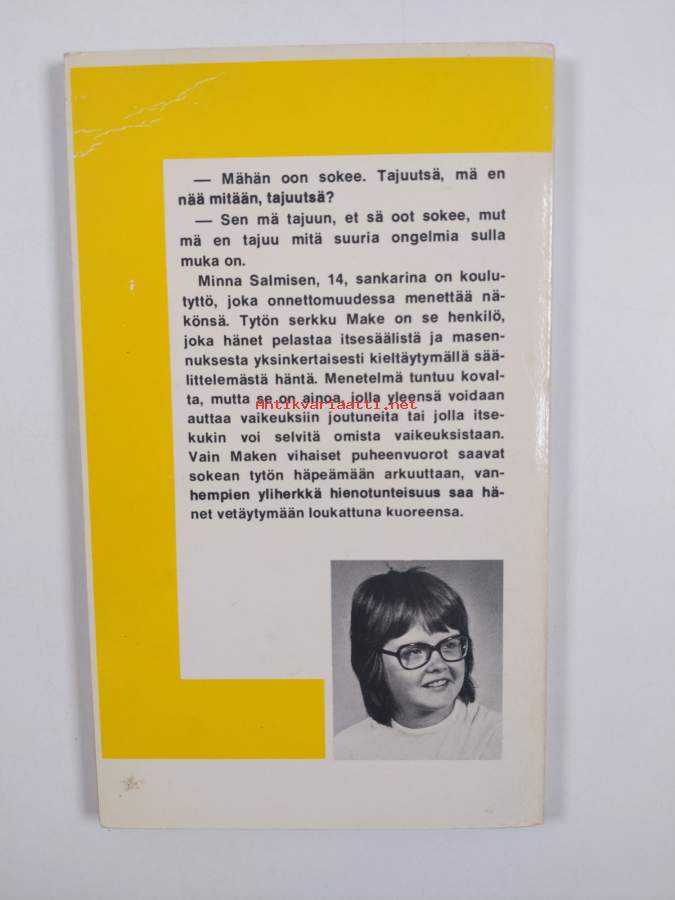 — Mähän oon sokee. Tajuutsä, mä en
nää mitään, tajuutsä?
— Sen mä tajuun, et sä oot sokee, mut
mä en tajuu mitä suuria ongelmia sulla
muka on.
Minna Salmisen, 14, sankarina on koulu-
tyttö, joka onnettomuudessa menettää nä-
könsä. Tytön serkku Make on se henkilö,
joka hänet pelastaa itsesäälistä ja masen-
nuksesta yksinkertaisesti kieltäytymällä sää-
littelemästä häntä. Menetelmä tuntuu koval-
ta, mutta se on ainoa, jolla yleensä voidaan
Antikvariaatti.net
auttaa vaikeuksiin joutuneita tai jolla itse-
kukin voi selvitä omista vaikeuksistaan.
Vain Maken vihaiset puheenvuorot saavat
sokean tytön häpeämään arkuuttaan, van-
hempien yliherkkä hienotunteisuus saa hä-
net vetäytymään loukattuna kuoreensa.